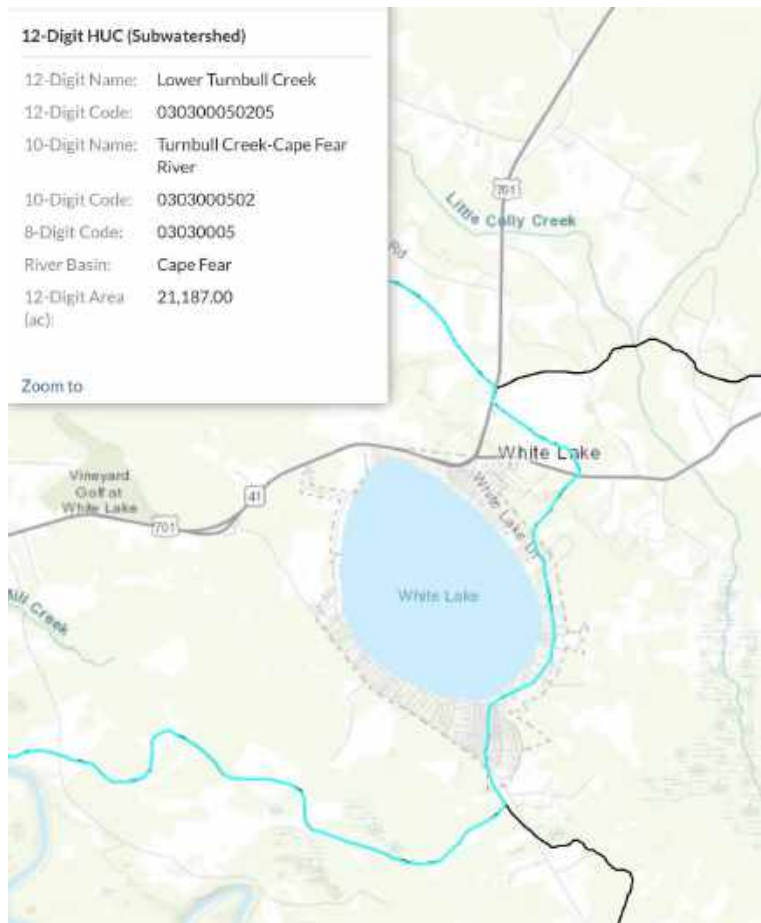 12-Digit HUC (Subwatershed)
12-Digit Name: Lower Turnbull Creek
12-Digit Code: 030300050205
10-Digit Name: Turnbull Creek-Cape Fear
River
10-Digit Code: 0303000502
8-Digit Code: 03030005
River Basin: Cape Fear
12-Digit Area 21,187.00
(ac):
Zoom to
701
Little Colly Creek
Rd
White Lake
Vineyard
Golf at
White Lake
41
701
White Lake Dr
White Lake
Creek